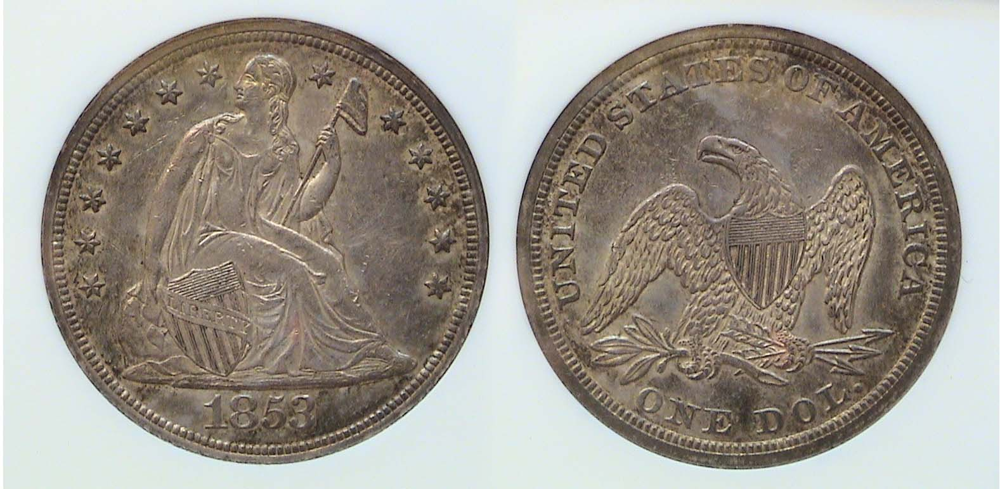 LIBERTY
1853
UNITED STATES OF AMERICA
ONE DOL.